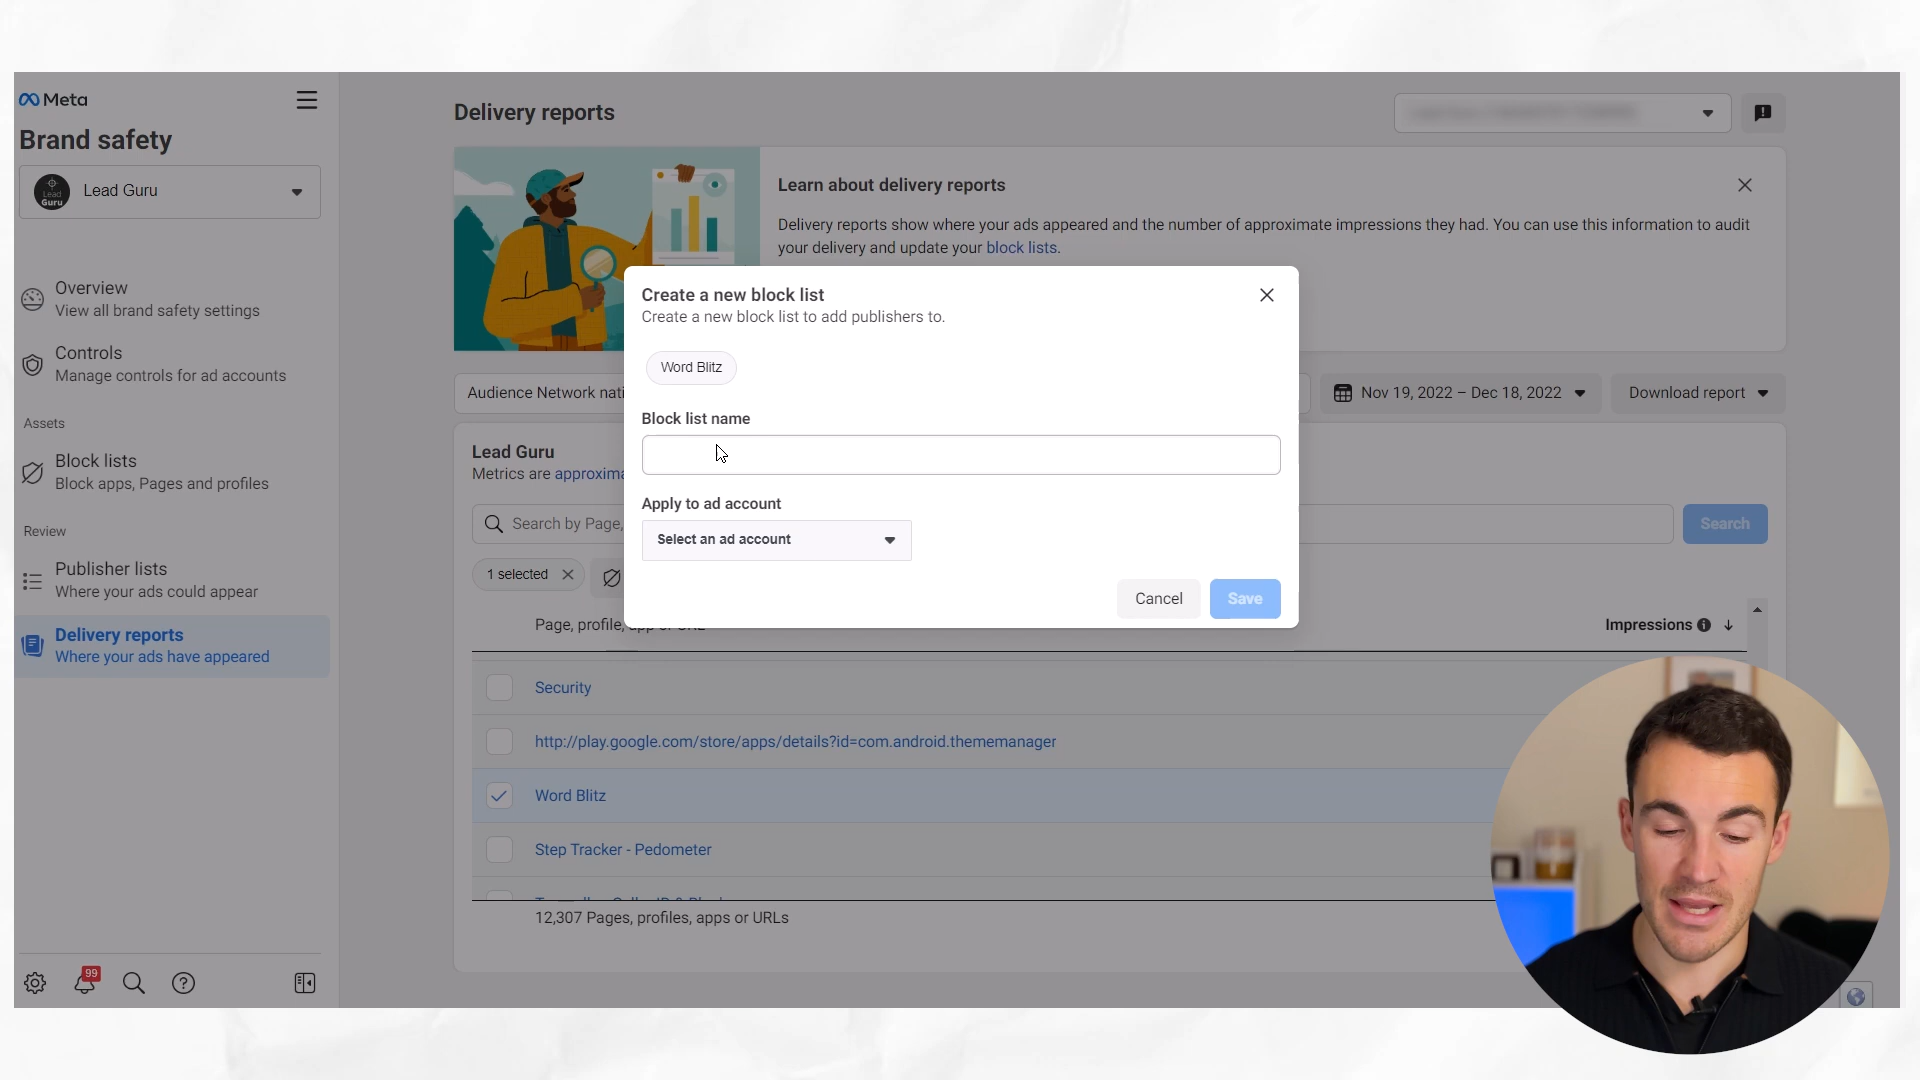 Meta
Brand safety
Lead Guru
Lead Guru
Overview
View all brand safety settings
Controls
Manage controls for ad accounts
Assets
Block lists
Block apps, Pages and profiles
Review
Publisher lists
Where your ads could appear
Delivery reports
Where your ads have appeared
99
Delivery reports
Learn about delivery reports
Delivery reports show where your ads appeared and the number of approximate impressions they had. You can use this information to audit
your delivery and update your block lists.
Create a new block list
Create a new block list to add publishers to.
Word Blitz
Block list name
Apply to ad account
Select an ad account
Cancel Save
Audience Network nati
Nov 19, 2022 – Dec 18, 2022
Download report
Lead Guru
Metrics are approxima
Search by Page,
Search
1 selected
Page, profile,
Impressions
Security
http://play.google.com/store/apps/details?id=com.android.thememanager
Word Blitz
Step Tracker - Pedometer
12,307 Pages, profiles, apps or URLs